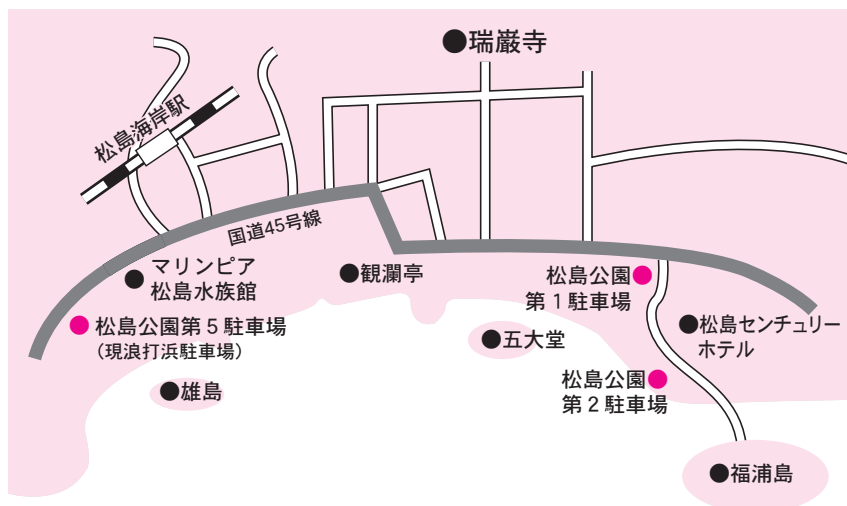 瑞巌寺
松島海岸駅
国道45号線
マリンピア
松島水族館
観瀾亭
松島公園
第1駐車場
松島公園第5駐車場
(現浪打浜駐車場)
五大堂
松島センチュリー
ホテル
雄島
松島公園
第2駐車場
福浦島